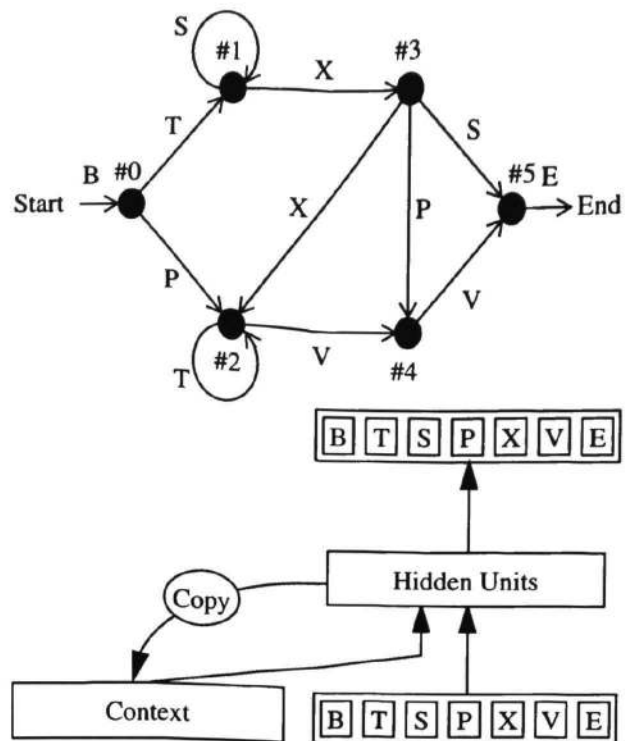 S
#1
X
#3
T
S
B
#0
#5
E
Start
X
P
End
P
V
#2
V
T
#4
B T S P X V E
Hidden Units
Copy
Context
B T S P X V E